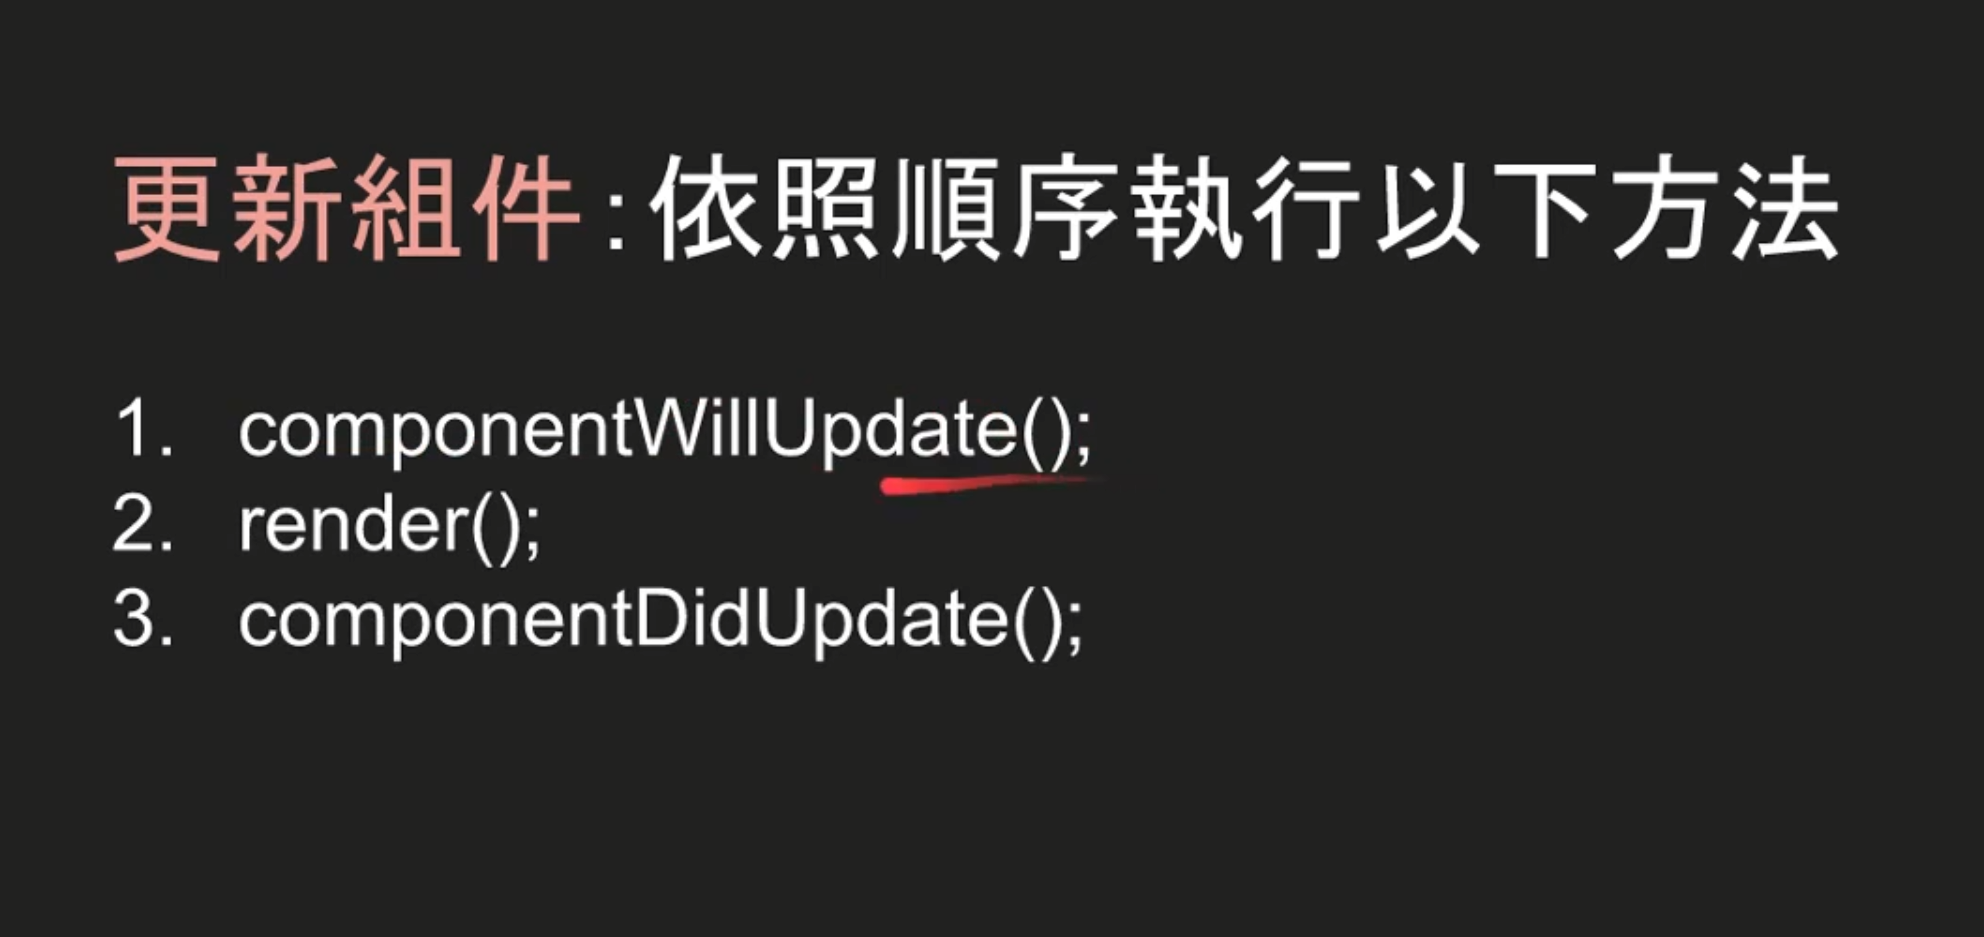 更新組件:依照順序執行以下方法
1. componentWillUpdate();
2. render();
3. componentDidUpdate();